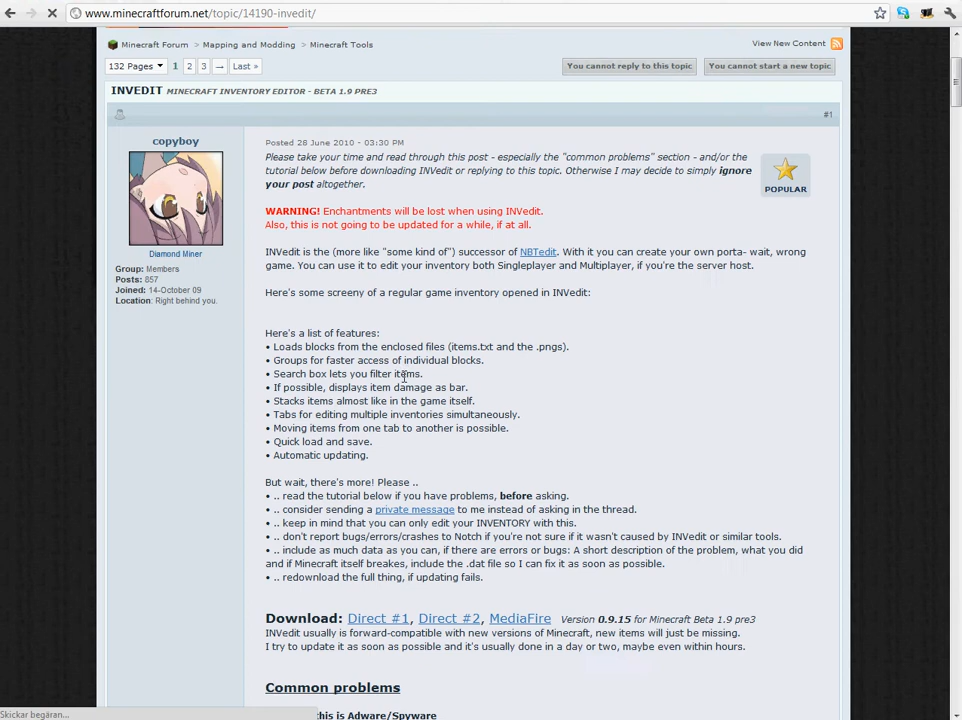 www.minecraftforum.net/topic/14190-invedit/
Minecraft Forum > Mapping and Modding > Minecraft Tools
View New Content
132 Pages 1 2 3 → Last »
You cannot reply to this topic
You cannot start a new topic
INVEDIT MINECRAFT INVENTORY EDITOR - BETA 1.9 PRE3
#1
copyboy
Diamond Miner
Group: Members
Posts: 857
Joined: 14-October 09
Location: Right behind you.
Posted 28 June 2010 - 03:30 PM
Please take your time and read through this post - especially the "common problems" section - and/or the
tutorial below before downloading INVedit or replying to this topic. Otherwise I may decide to simply ignore
your post altogether.
POPULAR
WARNING! Enchantments will be lost when using INVedit.
Also, this is not going to be updated for a while, if at all.
INVedit is the (more like "some kind of") successor of NBTedit. With it you can create your own porta- wait, wrong
game. You can use it to edit your inventory both Singleplayer and Multiplayer, if you're the server host.
Here's some screeny of a regular game inventory opened in INVedit:
Here's a list of features:
• Loads blocks from the enclosed files (items.txt and the .pngs).
• Groups for faster access of individual blocks.
• Search box lets you filter items.
• If possible, displays item damage as bar.
• Stacks items almost like in the game itself.
• Tabs for editing multiple inventories simultaneously.
• Moving items from one tab to another is possible.
• Quick load and save.
• Automatic updating.
But wait, there's more! Please ..
• .. read the tutorial below if you have problems, before asking.
• .. consider sending a private message to me instead of asking in the thread.
• .. keep in mind that you can only edit your INVENTORY with this.
• .. don't report bugs/errors/crashes to Notch if you're not sure if it wasn't caused by INVedit or similar tools.
• .. include as much data as you can, if there are errors or bugs: A short description of the problem, what you did
and if Minecraft itself breakes, include the .dat file so I can fix it as soon as possible.
• .. redownload the full thing, if updating fails.
Download: Direct #1, Direct #2, MediaFire Version 0.9.15 for Minecraft Beta 1.9 pre3
INVedit usually is forward-compatible with new versions of Minecraft, new items will just be missing.
I try to update it as soon as possible and it's usually done in a day or two, maybe even within hours.
Common problems
this is Adware/Spyware
Skickar begäran...